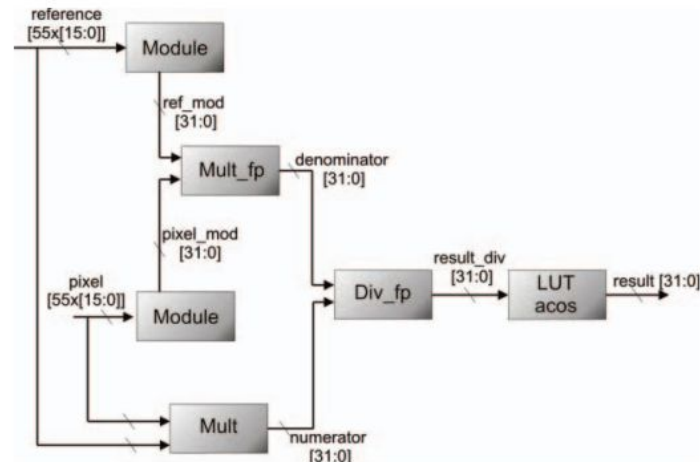 reference
[55x[15:0]]
Module
ref_mod
[31:0]
Mult_fp
denominator
[31:0]
pixel_mod
[31:0]
pixel
[55x[15:0]]
Module
Div_fp
result_div
[31:0]
LUT
acos
result [31:0]
Mult
numerator
[31:0]